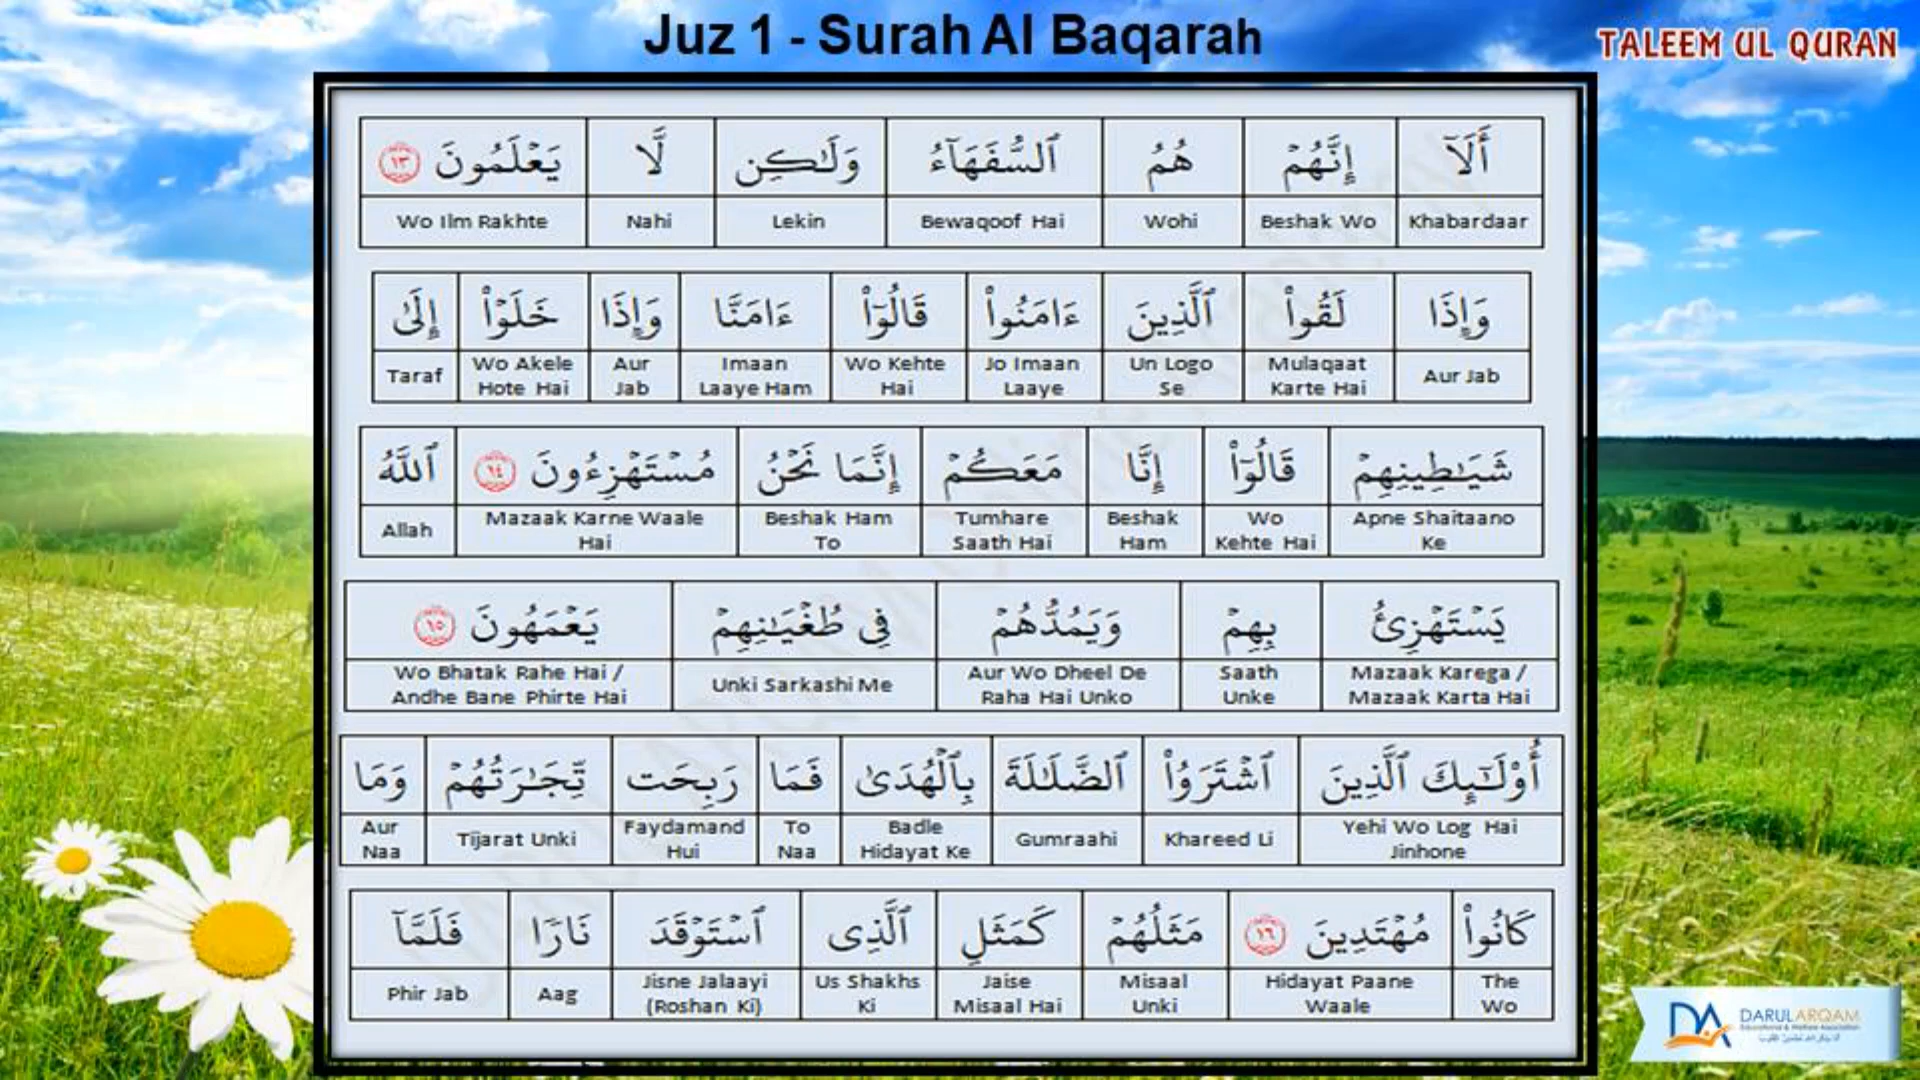 Juz 1 - Surah Al Baqarah
TALEEM UL QURAN
أَلَآ إِنَّهُمْ هُمُ ٱلسُّفَهَآءُ وَلَـٰكِن لَّا يَعْلَمُونَ ١٣
Khabardaar Beshak Wo Wohi Bewaqoof Hai Lekin Nahi Wo Ilm Rakhte
وَإِذَا لَقُوا۟ ٱلَّذِينَ ءَامَنُوا۟ قَالُوٓا۟ ءَامَنَّا وَإِذَا خَلَوْا۟ إِلَىٰ
Aur Jab Mulaqaat Karte Hai Un Logo Se Jo Imaan Laaye Wo Kehte Hai Imaan Laaye Ham Aur Jab Wo Akele Hote Hai Taraf
شَيَـٰطِينِهِمْ قَالُوٓا۟ إِنَّا مَعَكُمْ إِنَّمَا نَحْنُ مُسْتَهْزِءُونَ ١٤ ٱللَّهُ
Apne Shaitaano Ke Wo Kehte Hai Beshak Ham Tumhare Saath Hai Beshak Ham To Mazaak Karne Waale Hai Allah
يَسْتَهْزِئُ بِهِمْ وَيَمُدُّهُمْ فِى طُغْيَـٰنِهِمْ يَعْمَهُونَ ١٥
Mazaak Karega / Mazaak Karta Hai Saath Unke Aur Wo Dheel De Raha Hai Unko Unki Sarkashi Me Wo Bhatak Rahe Hai / Andhe Bane Phirte Hai
أُو۟لَـٰٓئِكَ ٱلَّذِينَ ٱشْتَرَوُا۟ ٱلضَّلَـٰلَةَ بِٱلْهُدَىٰ فَمَا رَبِحَت تِّجَـٰرَتُهُمْ وَمَا
Yehi Wo Log Hai Jinhone Khareed Li Gumraahi Badle Hidayat Ke To Naa Faydamand Hui Tijarat Unki Aur Naa
كَانُوا۟ مُهْتَدِينَ ١٦ مَثَلُهُمْ كَمَثَلِ ٱلَّذِى ٱسْتَوْقَدَ نَارًا فَلَمَّآ
The Wo Hidayat Paane Waale Misaal Unki Jaise Misaal Hai Us Shakhs Ki Jisne Jalaayi (Roshan Ki) Aag Phir Jab
DARULARQAM
Educational & Welfare Association